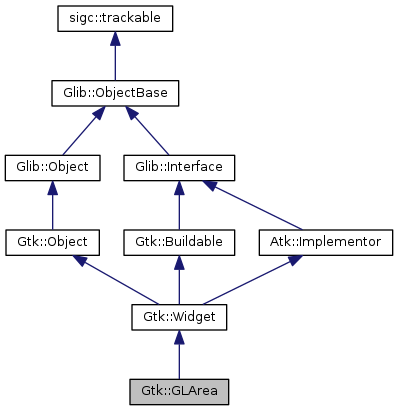 sigc::trackable
Glib::ObjectBase
Glib::Object
Glib::Interface
Gtk::Object
Gtk::Buildable
Atk::Implementor
Gtk::Widget
Gtk::GLArea